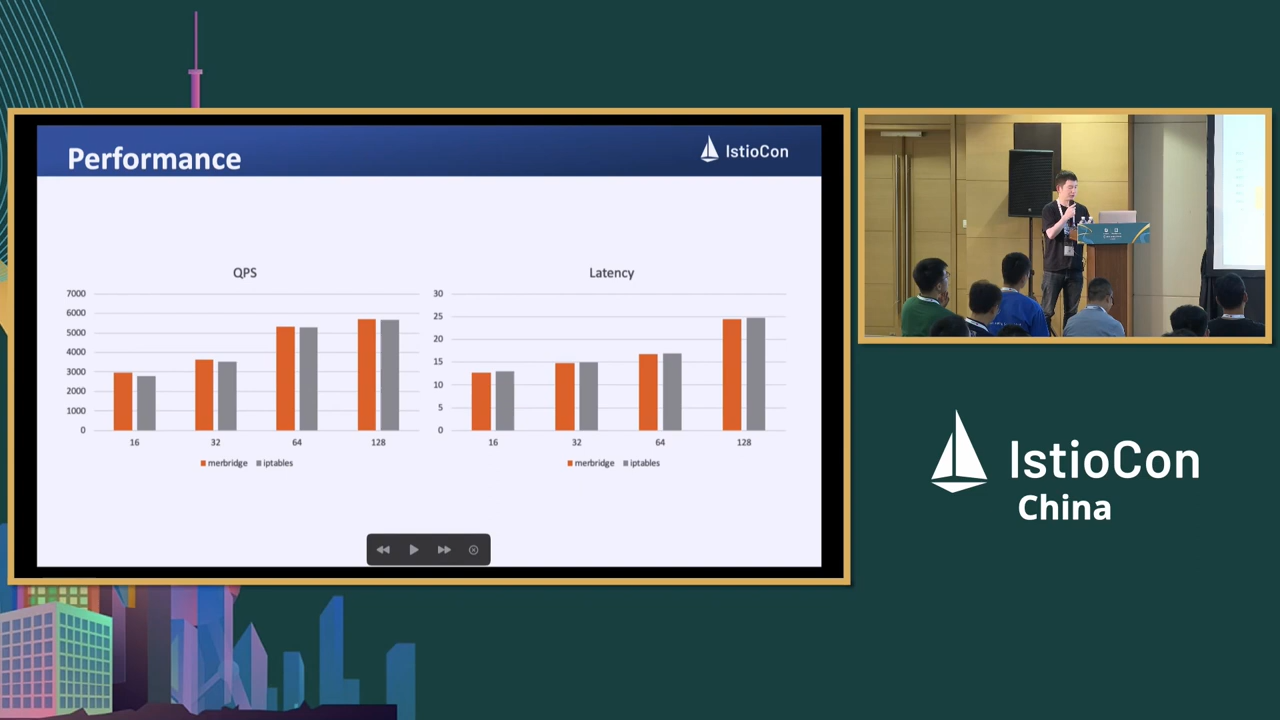 Performance
IstioCon
QPS
7000
6000
5000
4000
3000
2000
1000
0
16 32 64 128
merbridge iptables
Latency
30
25
20
15
10
5
0
16 32 64 128
merbridge iptables
IstioCon
China